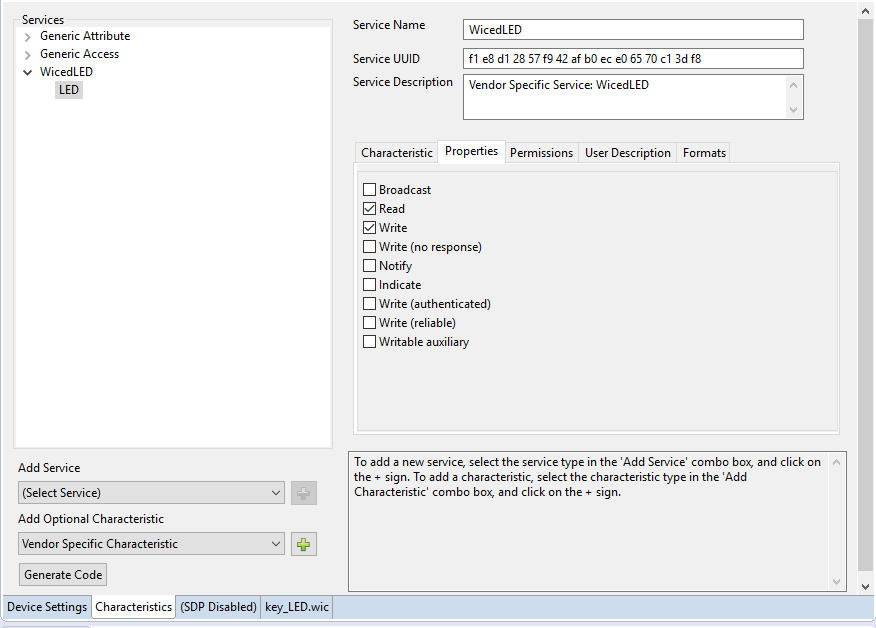 Services
Generic Attribute
Generic Access
WicedLED
LED
Service Name
WicedLED
Service UUID
f1 e8 d1 28 57 f9 42 af b0 ec e0 65 70 c1 3d f8
Service Description
Vendor Specific Service: WicedLED
Characteristic Properties Permissions User Description Formats
Broadcast
Read
Write
Write (no response)
Notify
Indicate
Write (authenticated)
Write (reliable)
Writable auxiliary
Add Service
(Select Service)
Add Optional Characteristic
Vendor Specific Characteristic
Generate Code
To add a new service, select the service type in the 'Add Service' combo box, and click on
the + sign. To add a characteristic, select the characteristic type in the 'Add
Characteristic' combo box, and click on the + sign.
Device Settings Characteristics (SDP Disabled) key_LED.wic